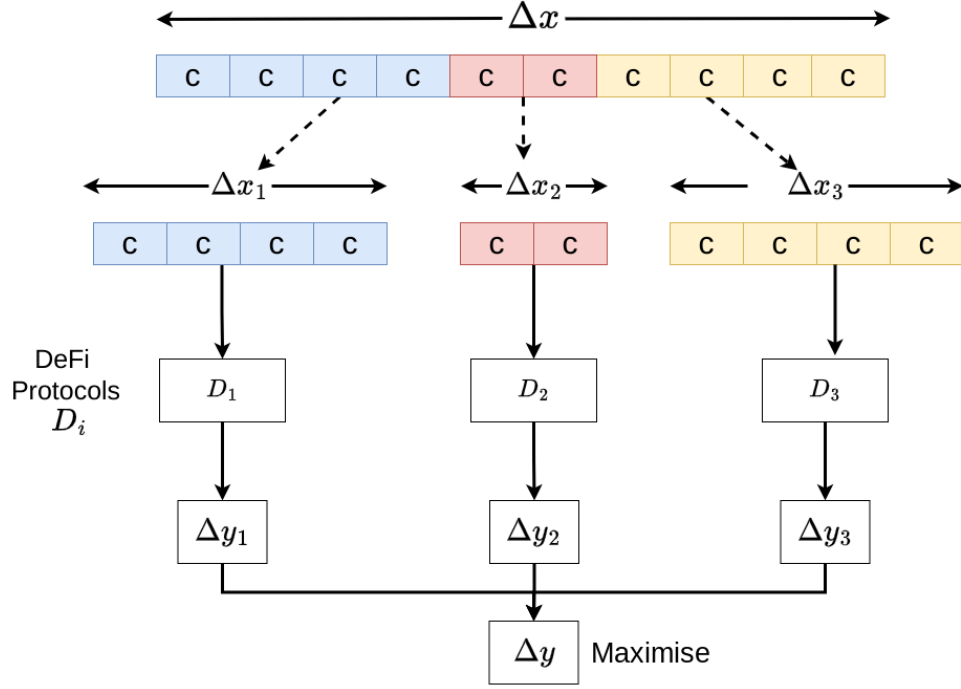 Δx
c c c c c c c c c c
Δx₁ Δx₂ Δx₃
c c c c c c c c c c
DeFi
Protocols
Dᵢ
D₁ D₂ D₃
Δy₁ Δy₂ Δy₃
Δy Maximise